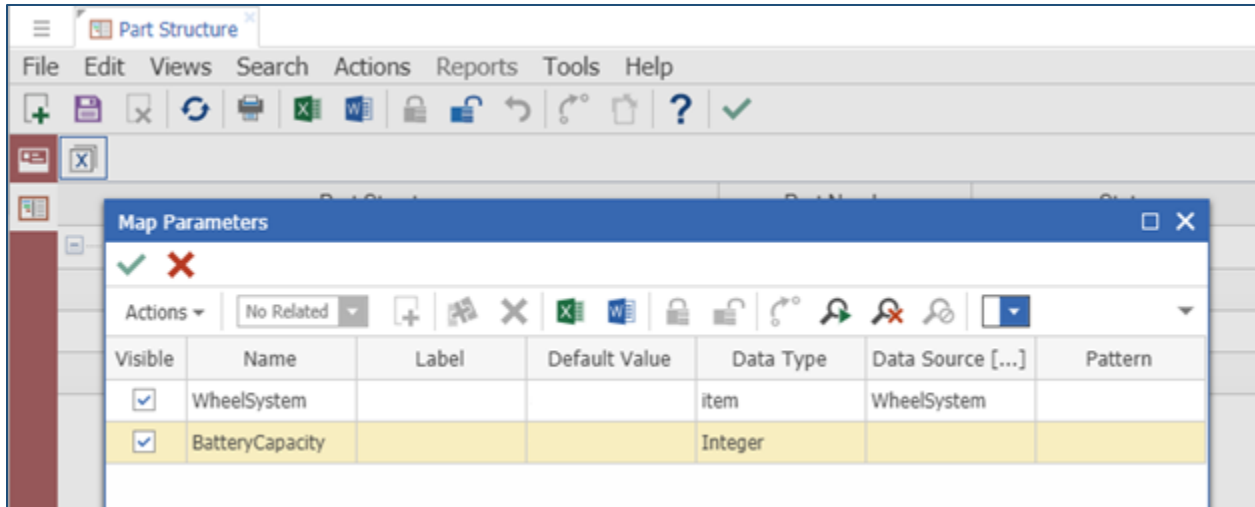 Part Structure
File Edit Views Search Actions Reports Tools Help
Map Parameters
Actions No Related
Visible Name Label Default Value Data Type Data Source [...] Pattern
WheelSystem item WheelSystem
BatteryCapacity Integer